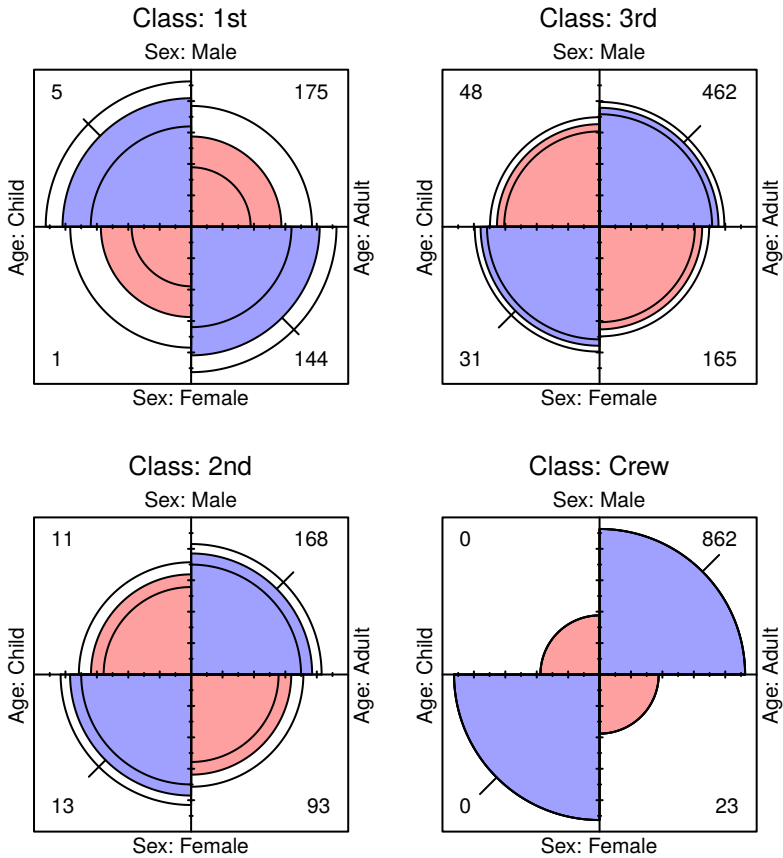 Class: 1st
Sex: Male
5 175
Age: Child
Age: Adult
1 144
Sex: Female
Class: 3rd
Sex: Male
48 462
Age: Child
Age: Adult
31 165
Sex: Female
Class: 2nd
Sex: Male
11 168
Age: Child
Age: Adult
13 93
Sex: Female
Class: Crew
Sex: Male
0 862
Age: Child
Age: Adult
0 23
Sex: Female